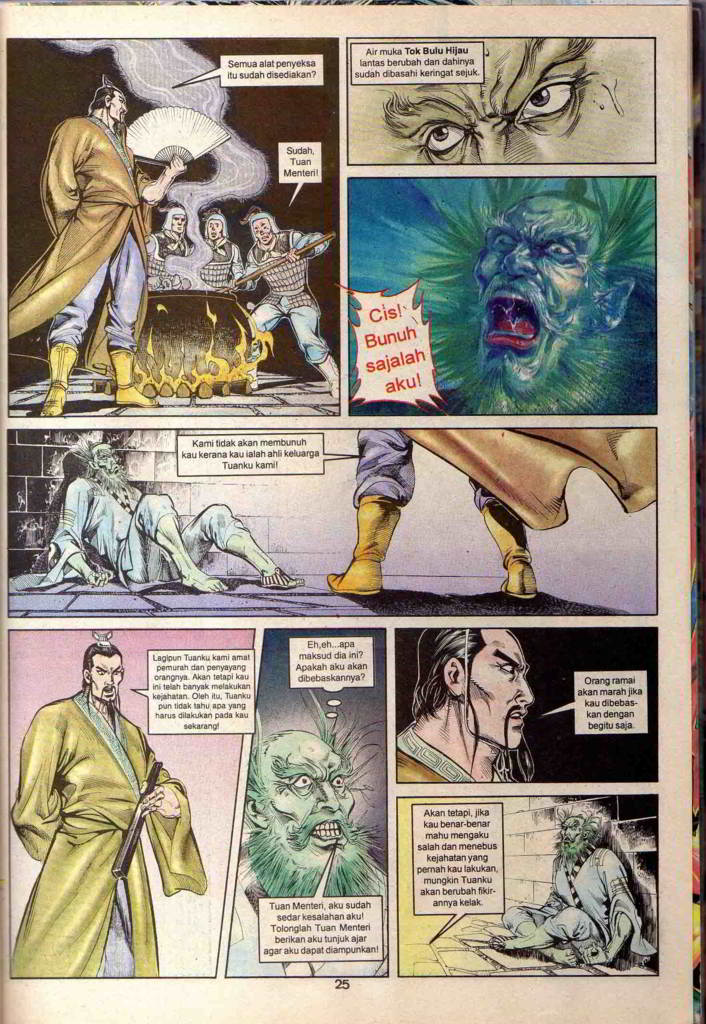 Semua alat penyeksa
itu sudah disediakan?
Sudah,
Tuan
Menteri!
Air muka Tok Bulu Hijau
lantas berubah dan dahinya
sudah dibasahi keringat sejuk.
Cis!
Bunuh
sajalah
aku!
Kami tidak akan membunuh
kau kerana kau ialah ahli keluarga
Tuanku kami!
Lagipun Tuanku kami amat
pemurah dan penyayang
orangnya. Akan tetapi kau
ini telah banyak melakukan
kejahatan. Oleh itu, Tuanku
pun tidak tahu apa yang
harus dilakukan pada kau
sekarang!
Eh,eh...apa
maksud dia ini?
Apakah aku akan
dibebaskannya?
Tuan Menteri, aku sudah
sedar kesalahan aku!
Tolonglah Tuan Menteri
berikan aku tunjuk ajar
agar aku dapat diampunkan!
Orang ramai
akan marah jika
kau dibebas-
kan dengan
begitu saja.
Akan tetapi, jika
kau benar-benar
mahu mengaku
salah dan menebus
kejahatan yang
pernah kau lakukan,
mungkin Tuanku
akan berubah fikir-
annya kelak.
25